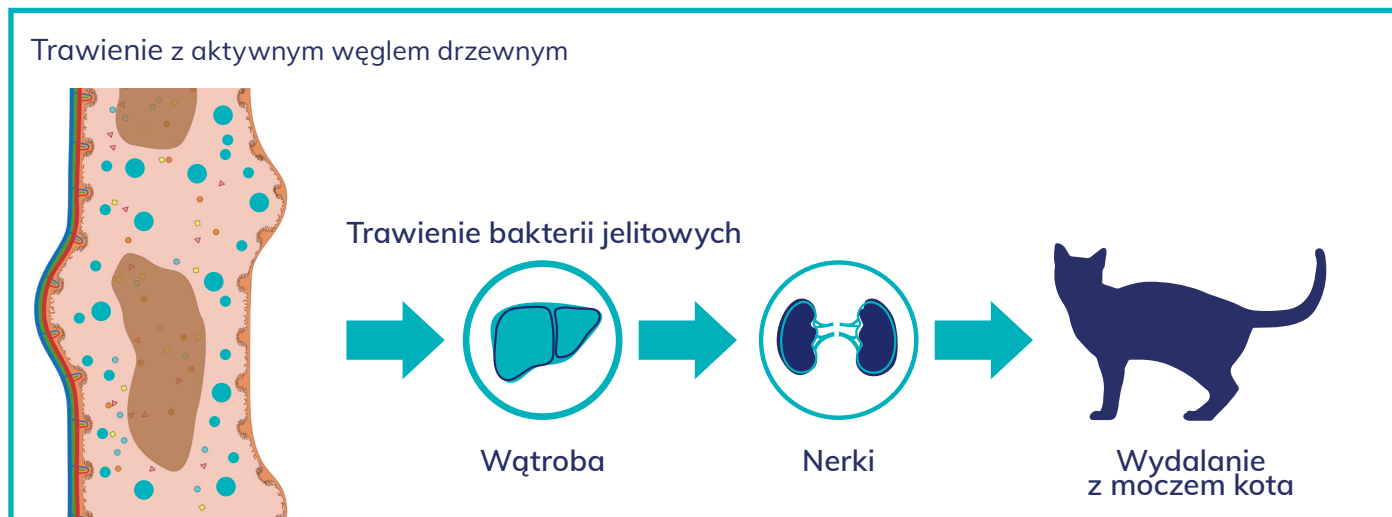 Trawienie z aktywnym węglem drzewnym
Trawienie bakterii jelitowych
Wątroba
Nerki
Wydalanie
z moczem kota